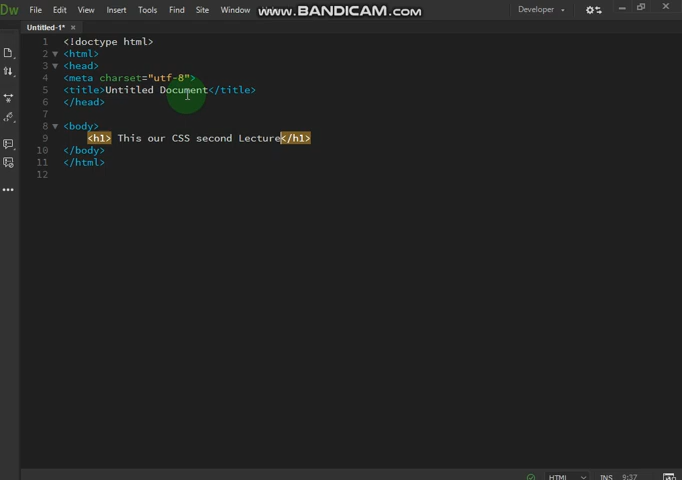 Dw File Edit View Insert Tools Find Site Window www.BANDICAM.com Developer
Untitled-1* ×
1 <!doctype html>
2 <html>
3 <head>
4 <meta charset="utf-8">
5 <title>Untitled Document</title>
6 </head>
7
8 <body>
9 <h1> This our CSS second Lecture</h1>
10 </body>
11 </html>
12
HTML INS 9:37